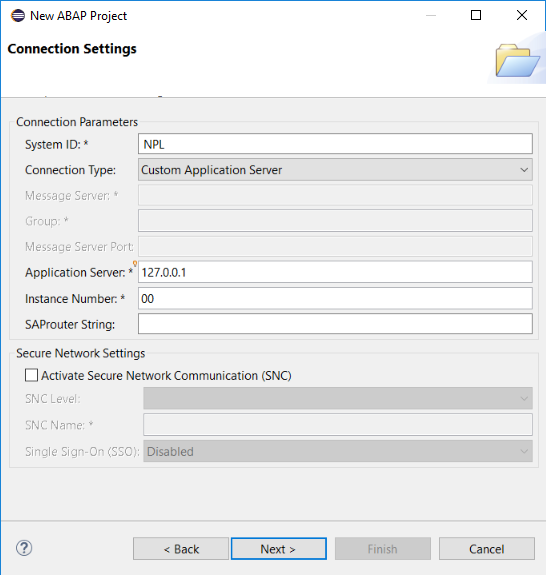 New ABAP Project
Connection Settings
Connection Parameters
System ID: * NPL
Connection Type: Custom Application Server
Message Server: *
Group: *
Message Server Port:
Application Server: * 127.0.0.1
Instance Number: * 00
SAProuter String:
Secure Network Settings
Activate Secure Network Communication (SNC)
SNC Level:
SNC Name: *
Single Sign-On (SSO): Disabled
? < Back Next > Finish Cancel